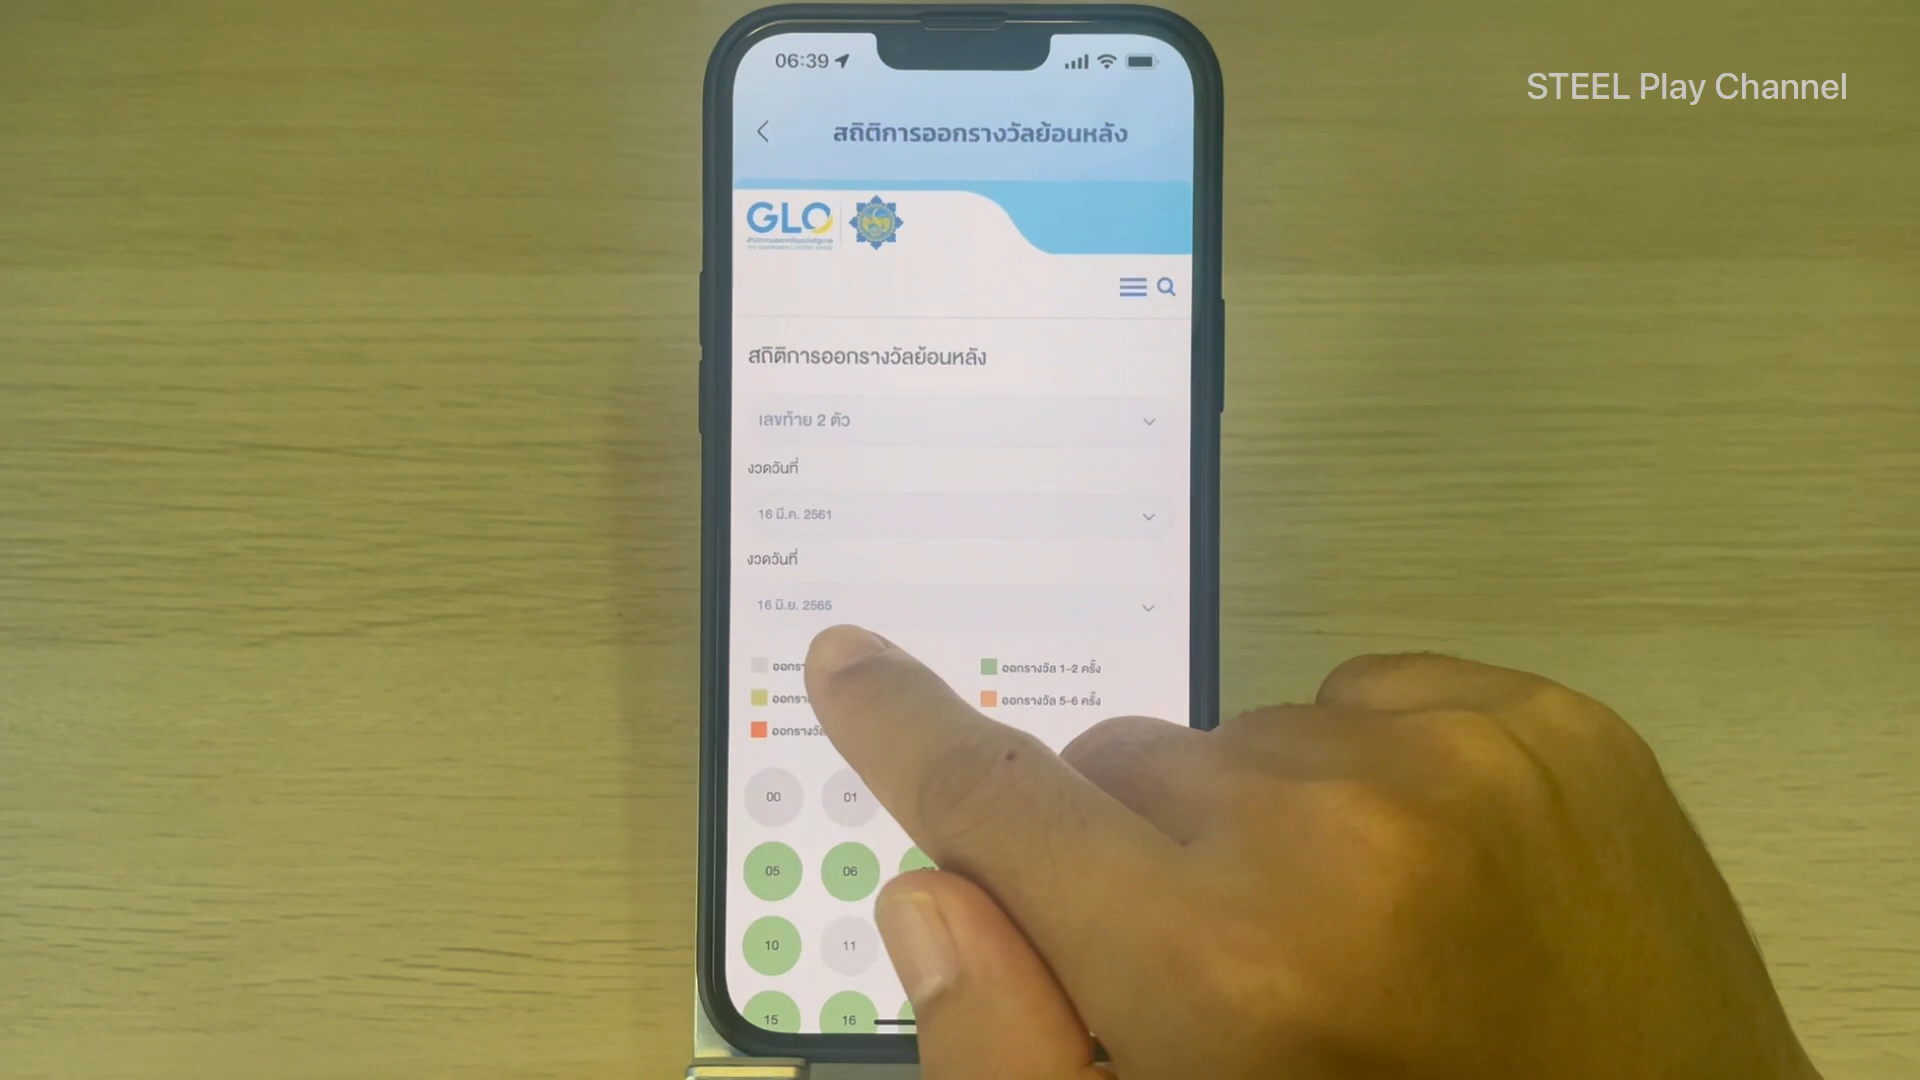 06:39
STEEL Play Channel
สถิติการออกรางวัลย้อนหลัง
GLO
สถิติการออกรางวัลย้อนหลัง
เลขท้าย 2 ตัว
งวดวันที่
16 มี.ค. 2561
งวดวันที่
16 มิ.ย. 2565
ออกรางวัล 1-2 ครั้ง
ออกรางวัล 5-6 ครั้ง
00 01
05 06
10 11
15 16